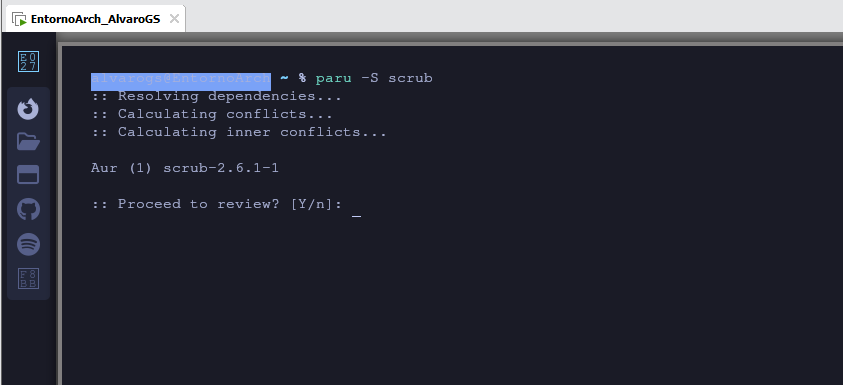 EntornoArch_AlvaroGS
E0
27
alvarogs@EntornoArch ~ % paru -S scrub
:: Resolving dependencies...
:: Calculating conflicts...
:: Calculating inner conflicts...
Aur (1) scrub-2.6.1-1
:: Proceed to review? [Y/n]:
F8
BB